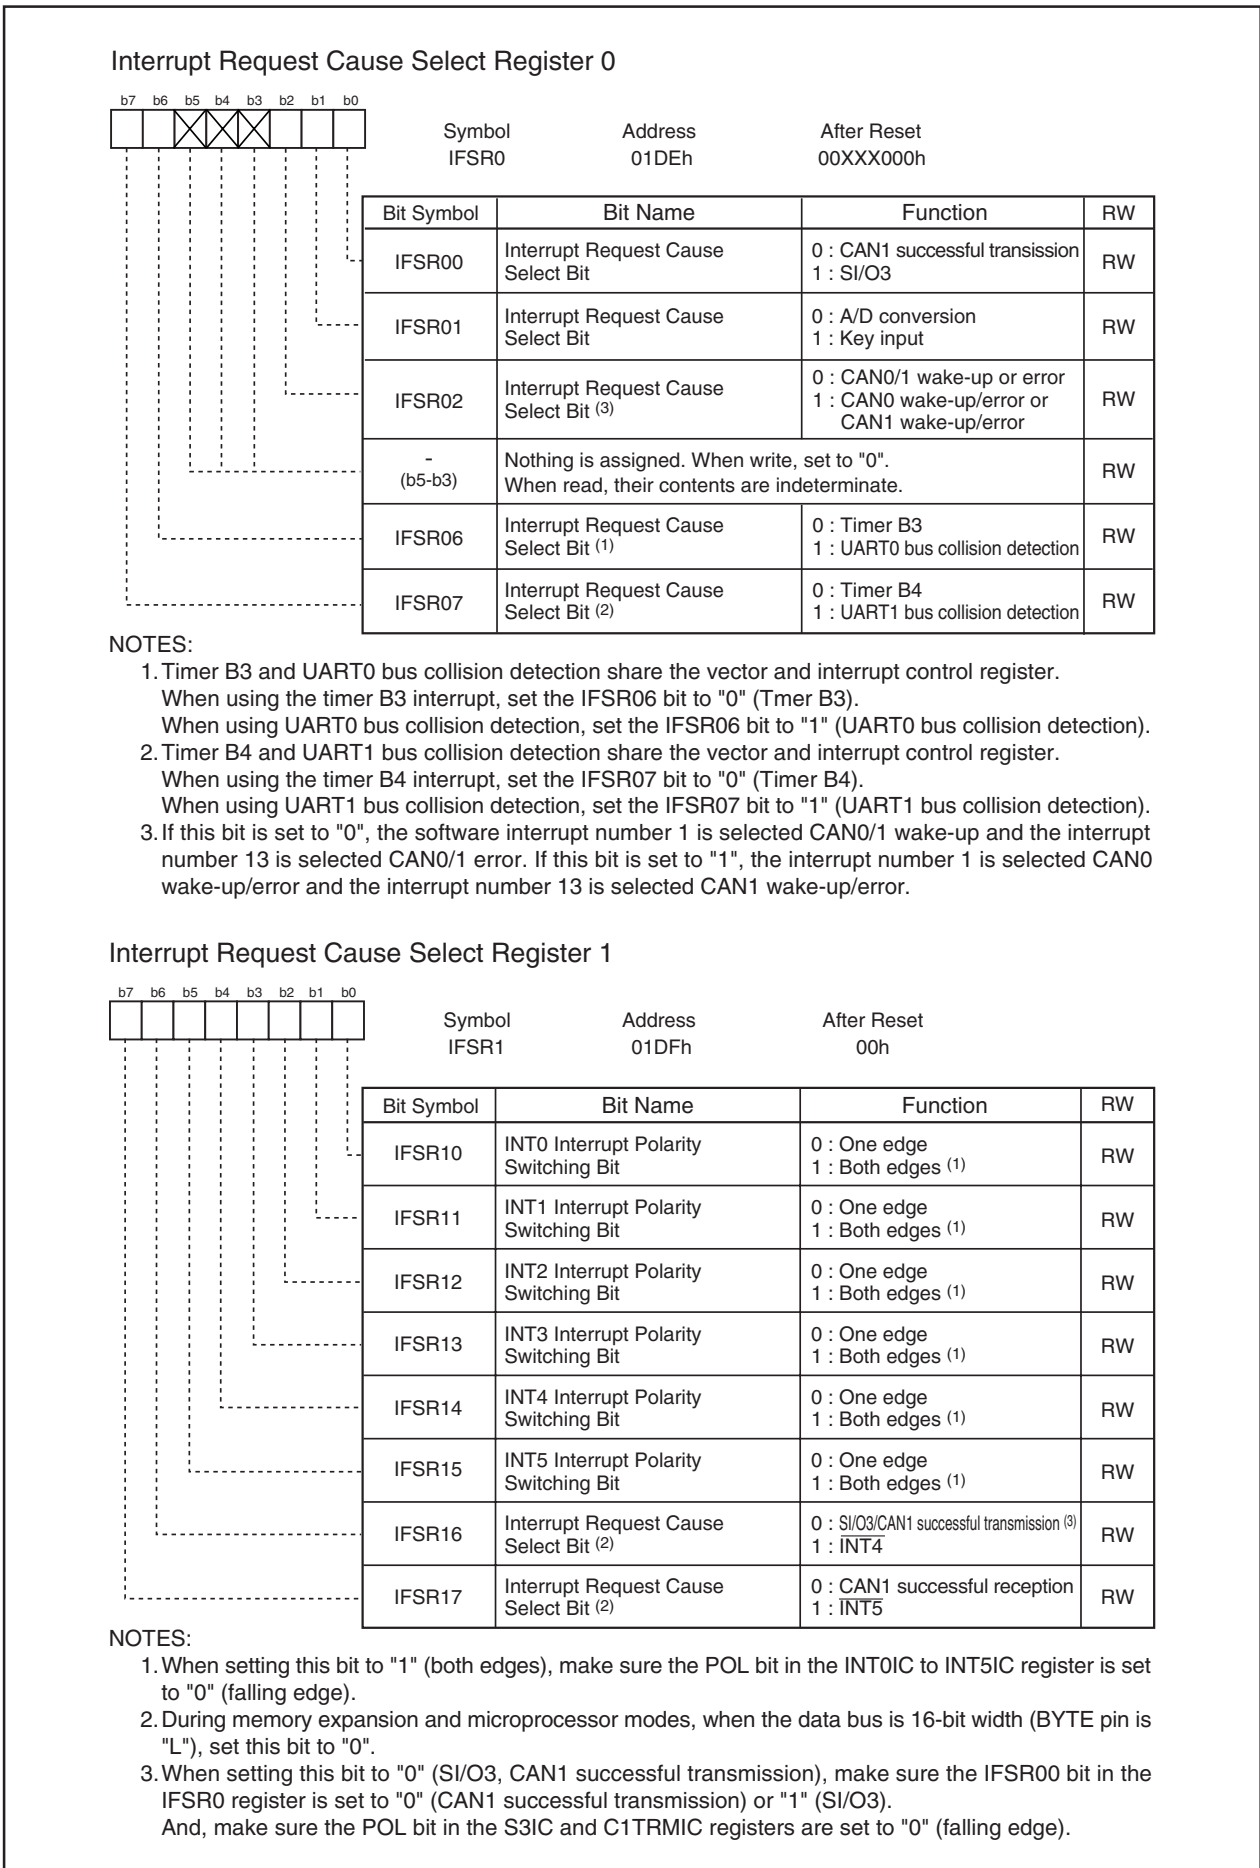 Interrupt Request Cause Select Register 0
b7 b6 b5 b4 b3 b2 b1 b0
Symbol Address After Reset
IFSR0 01DEh 00XXX000h
Bit Symbol Bit Name Function RW
IFSR00 Interrupt Request Cause Select Bit 0 : CAN1 successful transission 1 : SI/O3 RW
IFSR01 Interrupt Request Cause Select Bit 0 : A/D conversion 1 : Key input RW
IFSR02 Interrupt Request Cause Select Bit (3) 0 : CAN0/1 wake-up or error 1 : CAN0 wake-up/error or CAN1 wake-up/error RW
- (b5-b3) Nothing is assigned. When write, set to "0". When read, their contents are indeterminate. RW
IFSR06 Interrupt Request Cause Select Bit (1) 0 : Timer B3 1 : UART0 bus collision detection RW
IFSR07 Interrupt Request Cause Select Bit (2) 0 : Timer B4 1 : UART1 bus collision detection RW
NOTES:
1. Timer B3 and UART0 bus collision detection share the vector and interrupt control register.
When using the timer B3 interrupt, set the IFSR06 bit to "0" (Tmer B3).
When using UART0 bus collision detection, set the IFSR06 bit to "1" (UART0 bus collision detection).
2. Timer B4 and UART1 bus collision detection share the vector and interrupt control register.
When using the timer B4 interrupt, set the IFSR07 bit to "0" (Timer B4).
When using UART1 bus collision detection, set the IFSR07 bit to "1" (UART1 bus collision detection).
3. If this bit is set to "0", the software interrupt number 1 is selected CAN0/1 wake-up and the interrupt
number 13 is selected CAN0/1 error. If this bit is set to "1", the interrupt number 1 is selected CAN0
wake-up/error and the interrupt number 13 is selected CAN1 wake-up/error.
Interrupt Request Cause Select Register 1
b7 b6 b5 b4 b3 b2 b1 b0
Symbol Address After Reset
IFSR1 01DFh 00h
Bit Symbol Bit Name Function RW
IFSR10 INT0 Interrupt Polarity Switching Bit 0 : One edge 1 : Both edges (1) RW
IFSR11 INT1 Interrupt Polarity Switching Bit 0 : One edge 1 : Both edges (1) RW
IFSR12 INT2 Interrupt Polarity Switching Bit 0 : One edge 1 : Both edges (1) RW
IFSR13 INT3 Interrupt Polarity Switching Bit 0 : One edge 1 : Both edges (1) RW
IFSR14 INT4 Interrupt Polarity Switching Bit 0 : One edge 1 : Both edges (1) RW
IFSR15 INT5 Interrupt Polarity Switching Bit 0 : One edge 1 : Both edges (1) RW
IFSR16 Interrupt Request Cause Select Bit (2) 0 : SI/O3/CAN1 successful transmission (3) 1 : INT4 RW
IFSR17 Interrupt Request Cause Select Bit (2) 0 : CAN1 successful reception 1 : INT5 RW
NOTES:
1. When setting this bit to "1" (both edges), make sure the POL bit in the INT0IC to INT5IC register is set
to "0" (falling edge).
2. During memory expansion and microprocessor modes, when the data bus is 16-bit width (BYTE pin is
"L"), set this bit to "0".
3. When setting this bit to "0" (SI/O3, CAN1 successful transmission), make sure the IFSR00 bit in the
IFSR0 register is set to "0" (CAN1 successful transmission) or "1" (SI/O3).
And, make sure the POL bit in the S3IC and C1TRMIC registers are set to "0" (falling edge).